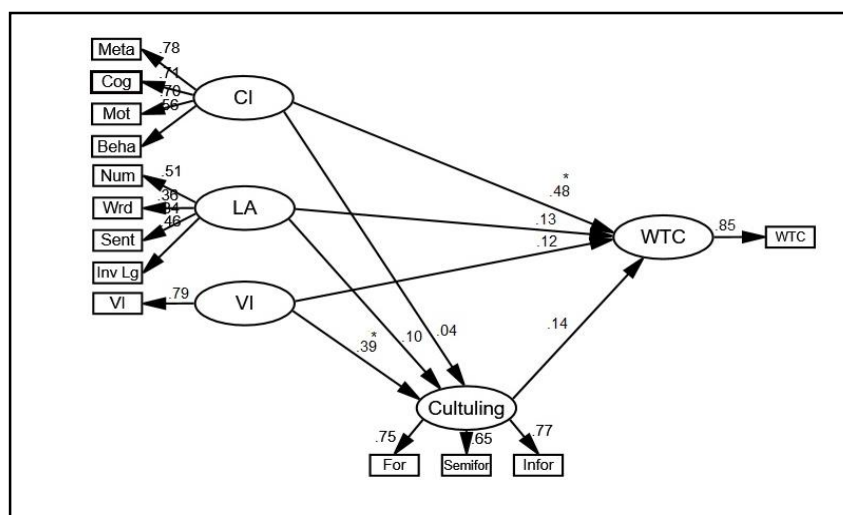 Meta
.78
Cog
.71
CI
Mot
.70
.56
Beha
Num
.51
*
.48
Wrd
.36
LA
.13
WTC
.85
WTC
Sent
.46
.12
Inv Lg
VI
.79
VI
*
.39
.10
.04
.14
Cultuling
.75
.65
.77
For
Semifor
Infor